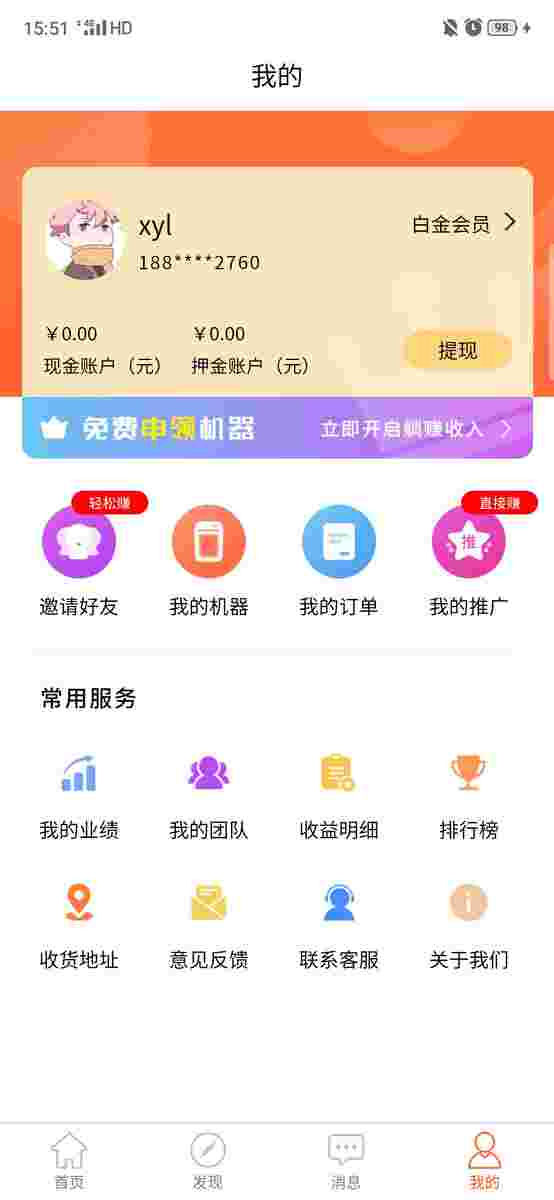 15:51 4G HD 98
我的
xyl
白金会员
188****2760
￥0.00 ￥0.00
现金账户（元） 押金账户（元）
提现
免费申领机器 立即开启躺赚收入
轻松赚 直接赚
推
邀请好友 我的机器 我的订单 我的推广
常用服务
我的业绩 我的团队 收益明细 排行榜
收货地址 意见反馈 联系客服 关于我们
首页 发现 消息 我的